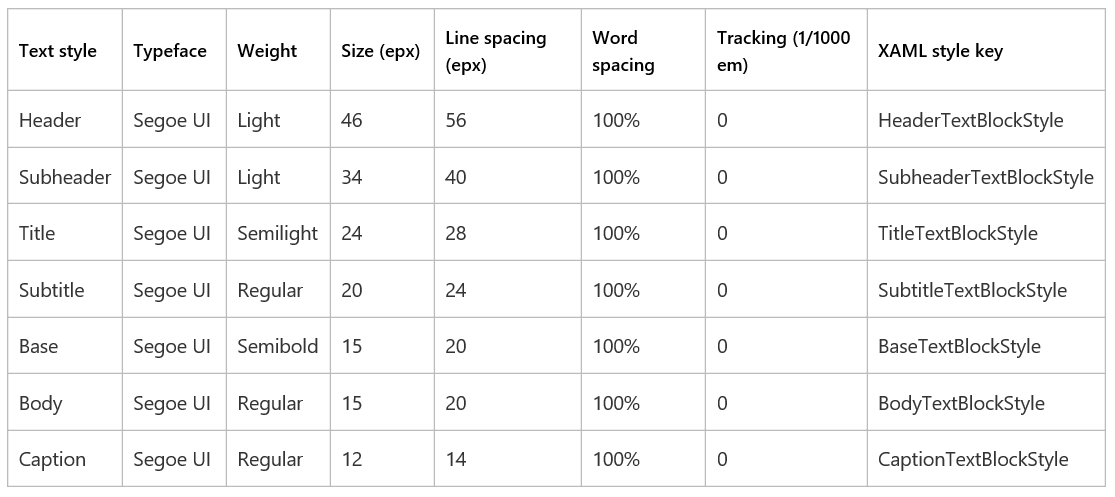 Text style Typeface Weight Size (epx) Line spacing (epx) Word spacing Tracking (1/1000 em) XAML style key
Header Segoe UI Light 46 56 100% 0 HeaderTextBlockStyle
Subheader Segoe UI Light 34 40 100% 0 SubheaderTextBlockStyle
Title Segoe UI Semilight 24 28 100% 0 TitleTextBlockStyle
Subtitle Segoe UI Regular 20 24 100% 0 SubtitleTextBlockStyle
Base Segoe UI Semibold 15 20 100% 0 BaseTextBlockStyle
Body Segoe UI Regular 15 20 100% 0 BodyTextBlockStyle
Caption Segoe UI Regular 12 14 100% 0 CaptionTextBlockStyle